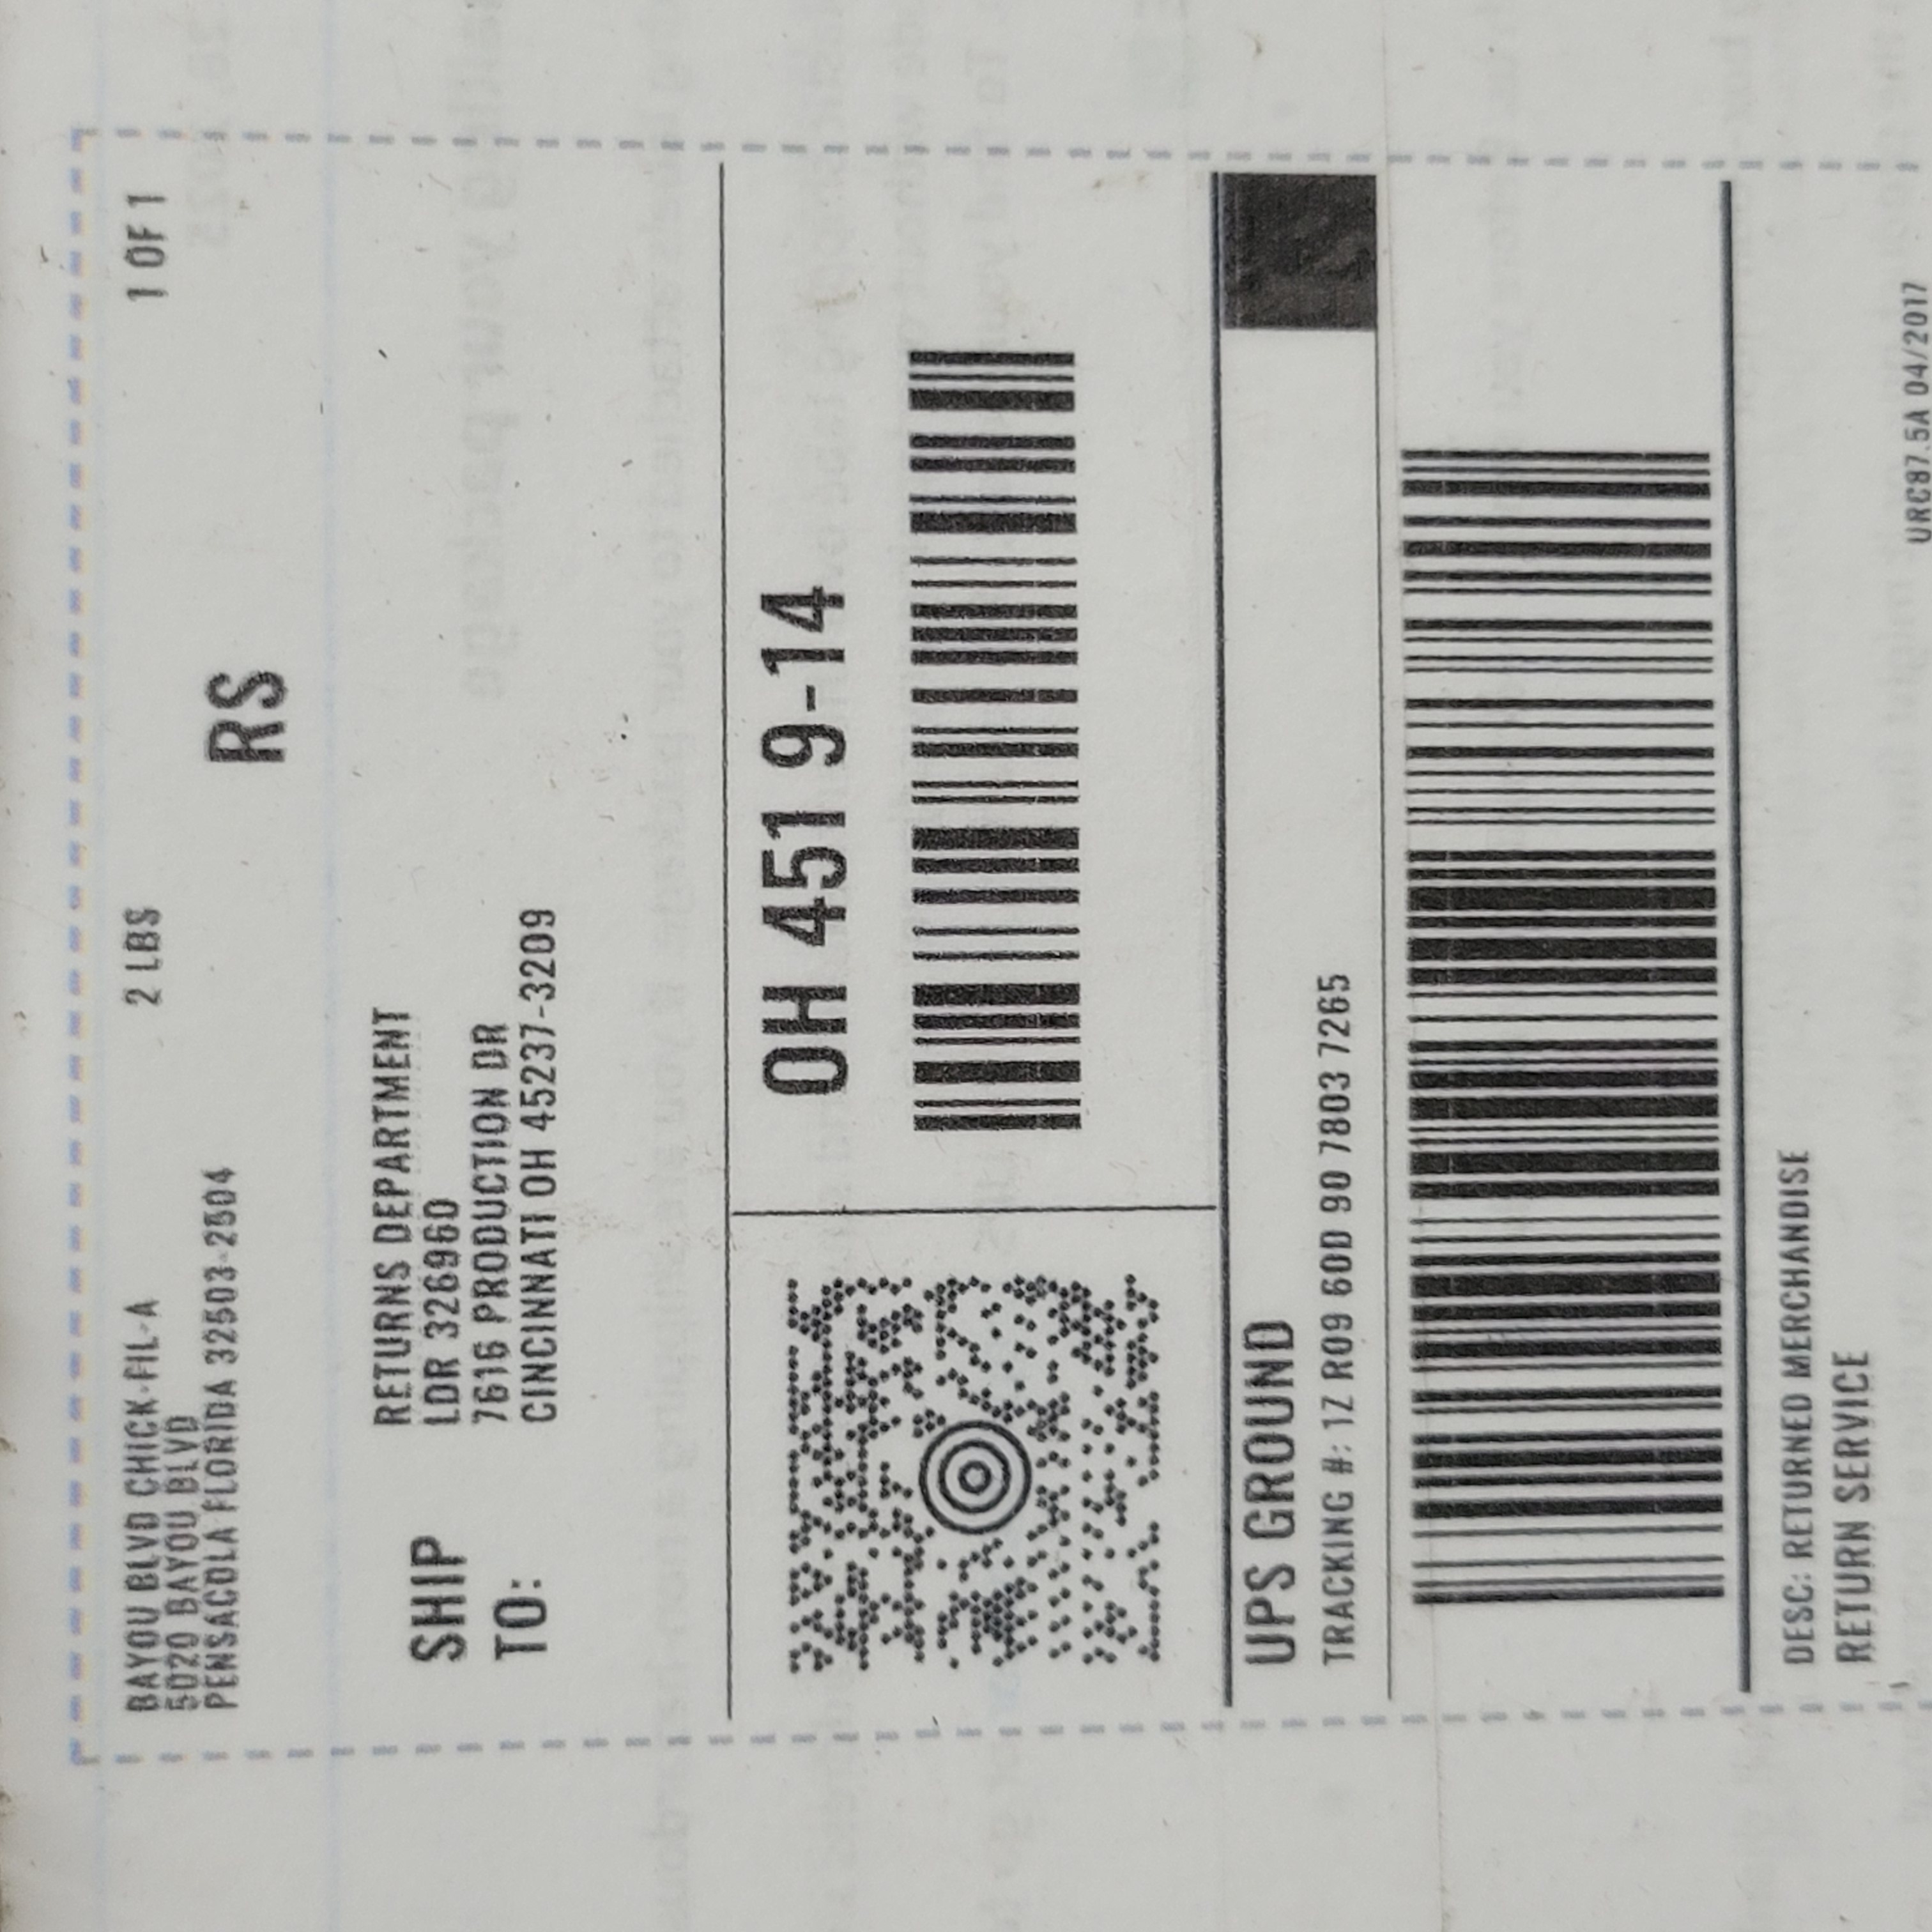 BAYOU BLVD CHICK-FIL-A
5020 BAYOU BLVD
PENSACOLA FLORIDA 32503-2504
2 LBS
1 OF 1
RS
SHIP
TO:
RETURNS DEPARTMENT
LDR 326960
7616 PRODUCTION DR
CINCINNATI OH 45237-3209
OH 451 9-14
UPS GROUND
TRACKING #: 1Z R09 60D 90 7803 7265
DESC: RETURNED MERCHANDISE
RETURN SERVICE
URC87.5A 04/2017